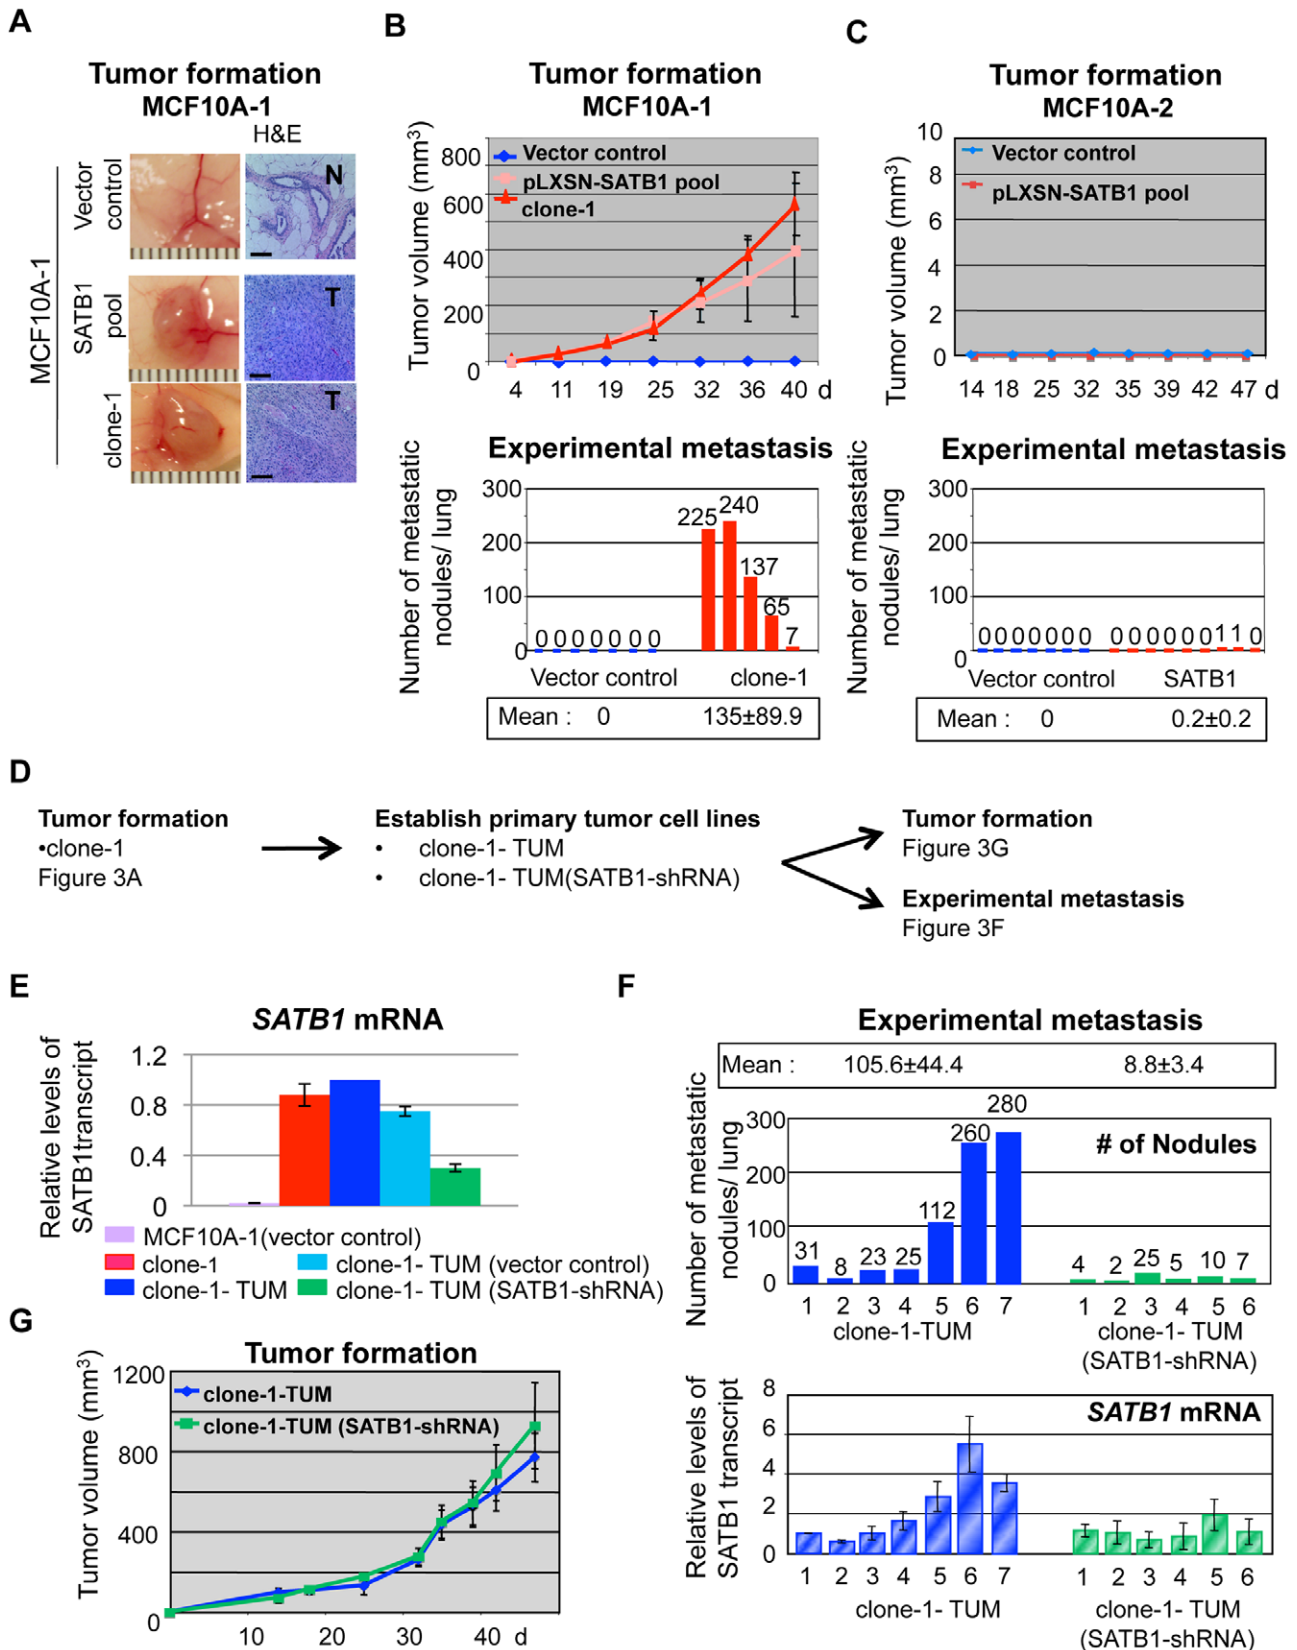 A
Tumor formation
MCF10A-1
H&E
MCF10A-1
Vector
control
N
SATB1
pool
T
clone-1
T
B
Tumor formation
MCF10A-1
Tumor volume (mm3)
800
600
400
200
0
Vector control
pLXSN-SATB1 pool
clone-1
4 11 19 25 32 36 40 d
Experimental metastasis
Number of metastatic
nodules/ lung
300
200
100
0
0 0 0 0 0 0 0
225 240
137
65
7
Vector control clone-1
Mean : 0 135±89.9
C
Tumor formation
MCF10A-2
Tumor volume (mm3)
10
8
6
4
2
0
Vector control
pLXSN-SATB1 pool
14 18 25 32 35 39 42 47 d
Experimental metastasis
Number of metastatic
nodules/ lung
300
200
100
0
0 0 0 0 0 0 0 0 0 0 0 0 0 0 1 1 0
Vector control SATB1
Mean : 0 0.2±0.2
D
Tumor formation
•clone-1
Figure 3A
Establish primary tumor cell lines
• clone-1- TUM
• clone-1- TUM(SATB1-shRNA)
Tumor formation
Figure 3G
Experimental metastasis
Figure 3F
E
SATB1 mRNA
Relative levels of
SATB1transcript
1.2
0.8
0.4
0
MCF10A-1(vector control)
clone-1
clone-1- TUM (vector control)
clone-1- TUM
clone-1- TUM (SATB1-shRNA)
F
Experimental metastasis
Mean : 105.6±44.4 8.8±3.4
Number of metastatic
nodules/ lung
300
200
100
0
# of Nodules
31 8 23 25 112 260 280
4 2 25 5 10 7
1 2 3 4 5 6 7 1 2 3 4 5 6
clone-1-TUM
clone-1- TUM
(SATB1-shRNA)
Relative levels of
SATB1 transcript
8
6
4
2
0
SATB1 mRNA
1 2 3 4 5 6 7 1 2 3 4 5 6
clone-1- TUM
clone-1- TUM
(SATB1-shRNA)
G
Tumor formation
Tumor volume (mm3)
1200
800
400
0
clone-1-TUM
clone-1-TUM (SATB1-shRNA)
10 20 30 40 d